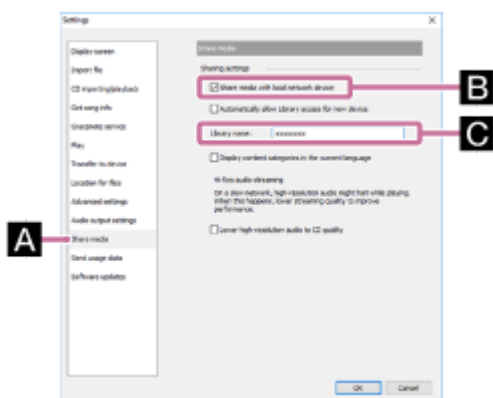 Settings
Display screen
Import file
CD importing/playback
Get song info
Gracenote service
Play
Transfer to device
Location for files
Advanced settings
Audio output settings
Share media
Send usage data
Software updates
Share media
Sharing settings
Share media with local network device
Automatically allow Library access for new device
Library name:
Display content categories in the current language
Hi-Res audio streaming
On a slow network, high-resolution audio might halt while playing.
When this happens, lower streaming quality to improve
performance.
Lower high-resolution audio to CD quality
OK
Cancel
A
B
C